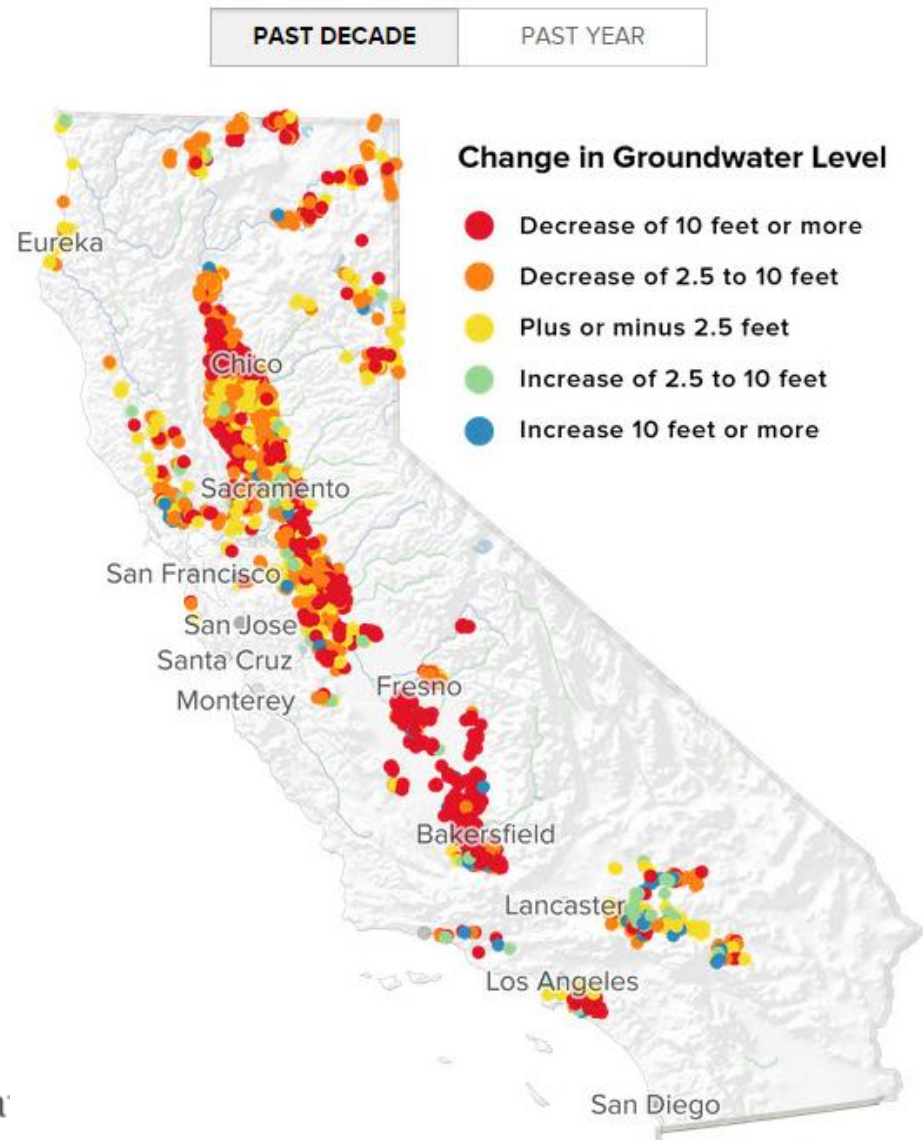 PAST DECADE
PAST YEAR
Change in Groundwater Level
Decrease of 10 feet or more
Decrease of 2.5 to 10 feet
Plus or minus 2.5 feet
Increase of 2.5 to 10 feet
Increase 10 feet or more
Eureka
Chico
Sacramento
San Francisco
San Jose
Santa Cruz
Monterey
Fresno
Bakersfield
Lancaster
Los Angeles
San Diego